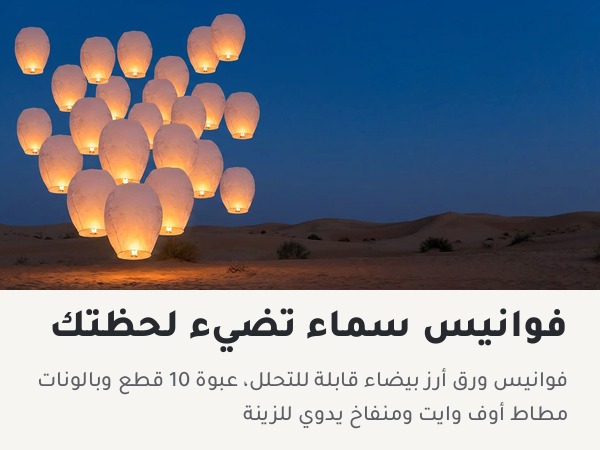 فوانيس سماء تضيء لحظتك
فوانيس ورق أرز بيضاء قابلة للتحلل، عبوة 10 قطع وبالونات
مطاط أوف وايت ومنفاخ يدوي للزينة